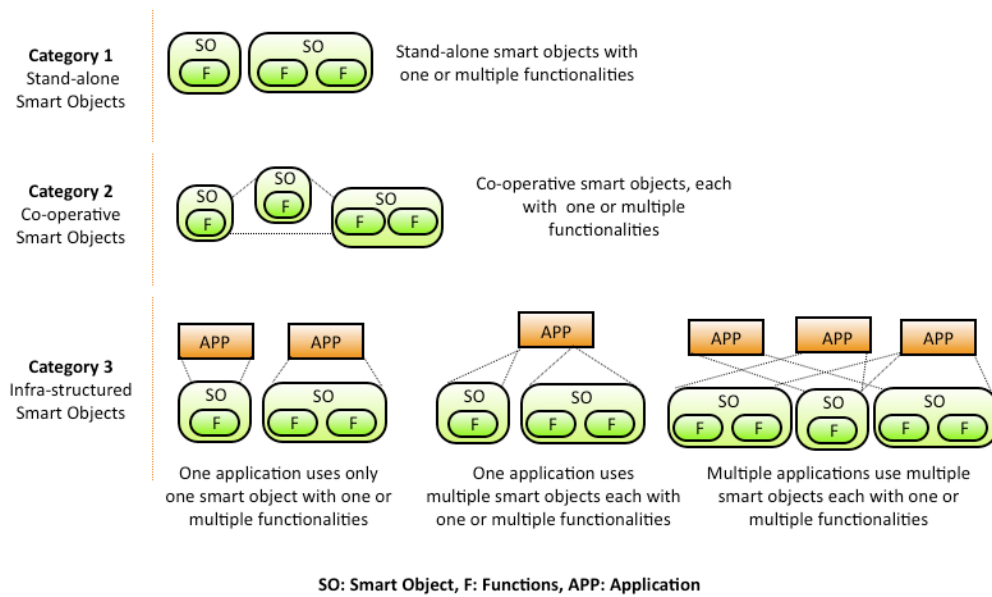 Category 1
Stand-alone
Smart Objects
SO
F
SO
F F
Stand-alone smart objects with
one or multiple functionalities
Category 2
Co-operative
Smart Objects
SO
F
SO
F
SO
F F
Co-operative smart objects, each
with one or multiple
functionalities
Category 3
Infra-structured
Smart Objects
APP
APP
SO
F
SO
F F
One application uses only
one smart object with one or
multiple functionalities
APP
SO
F
SO
F F
One application uses
multiple smart objects each with
one or multiple functionalities
APP
APP
APP
SO
F F
SO
F
SO
F F
Multiple applications use multiple
smart objects each with one or
multiple functionalities
SO: Smart Object, F: Functions, APP: Application